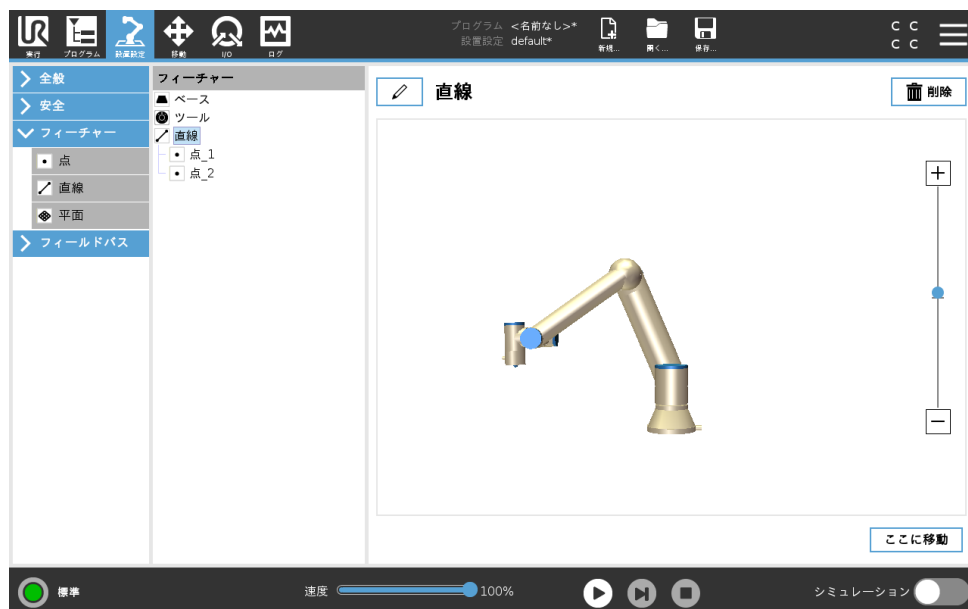 実行 プログラム 設置設定 移動 I/O ログ
プログラム <名前なし>*
設置設定 default*
新規... 開く... 保存...
C C
C C
全般
安全
フィーチャー
点
直線
平面
フィールドバス
フィーチャー
ベース
ツール
直線
点_1
点_2
直線
削除
ここに移動
標準
速度 100%
シミュレーション